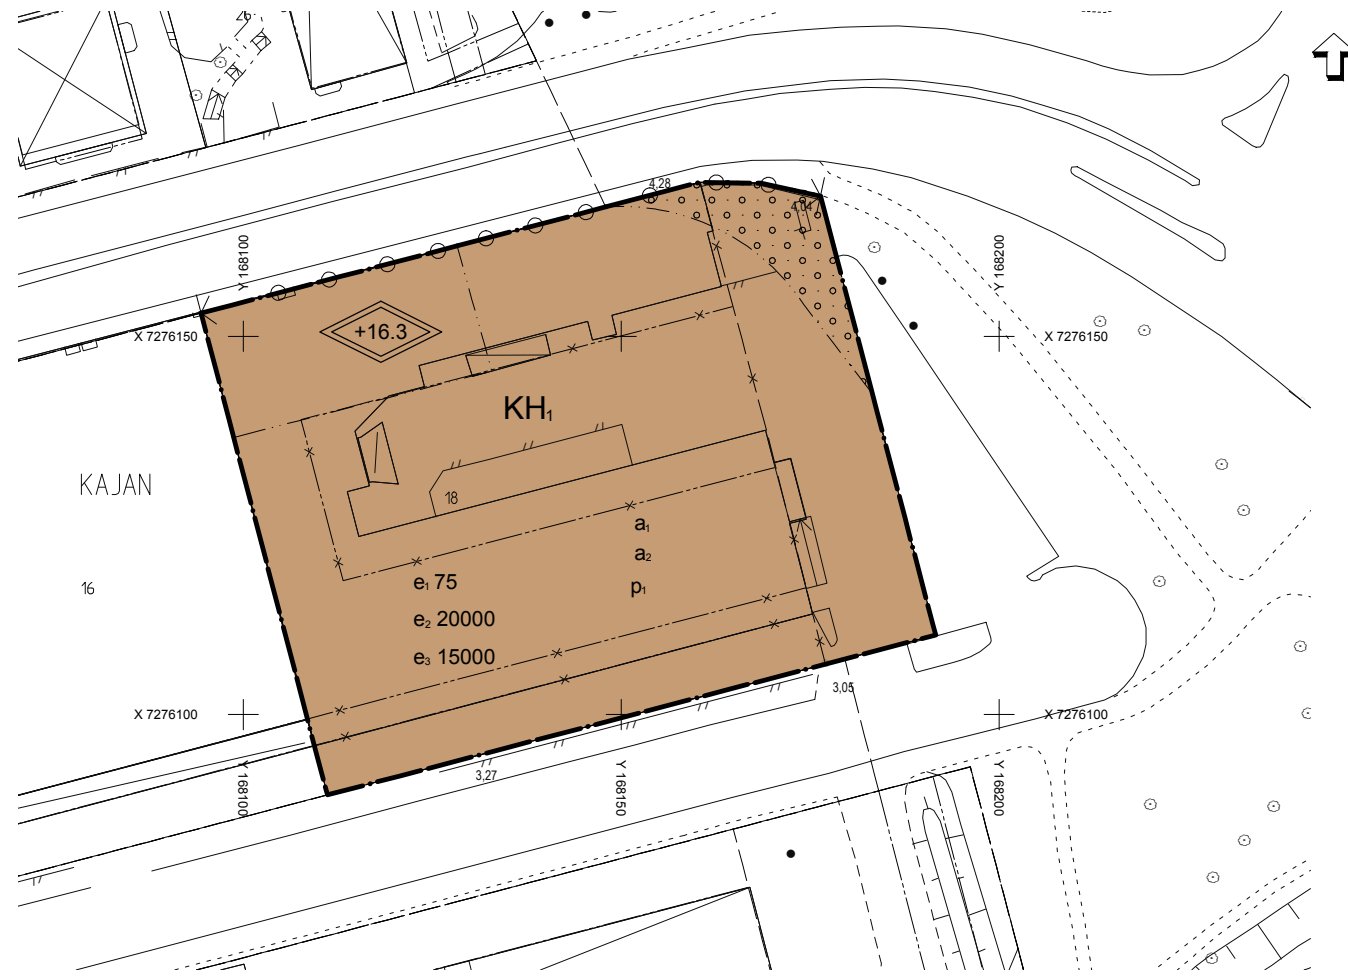 26
4,28
4,04
Y 168100
Y 168200
+16.3
X 7276150
X 7276150
KH₁
KAJAN
18
a₁
a₂
e₁ 75
p₁
16
e₂ 20000
e₃ 15000
3,05
X 7276100
X 7276100
3,27
Y 168100
Y 168150
Y 168200